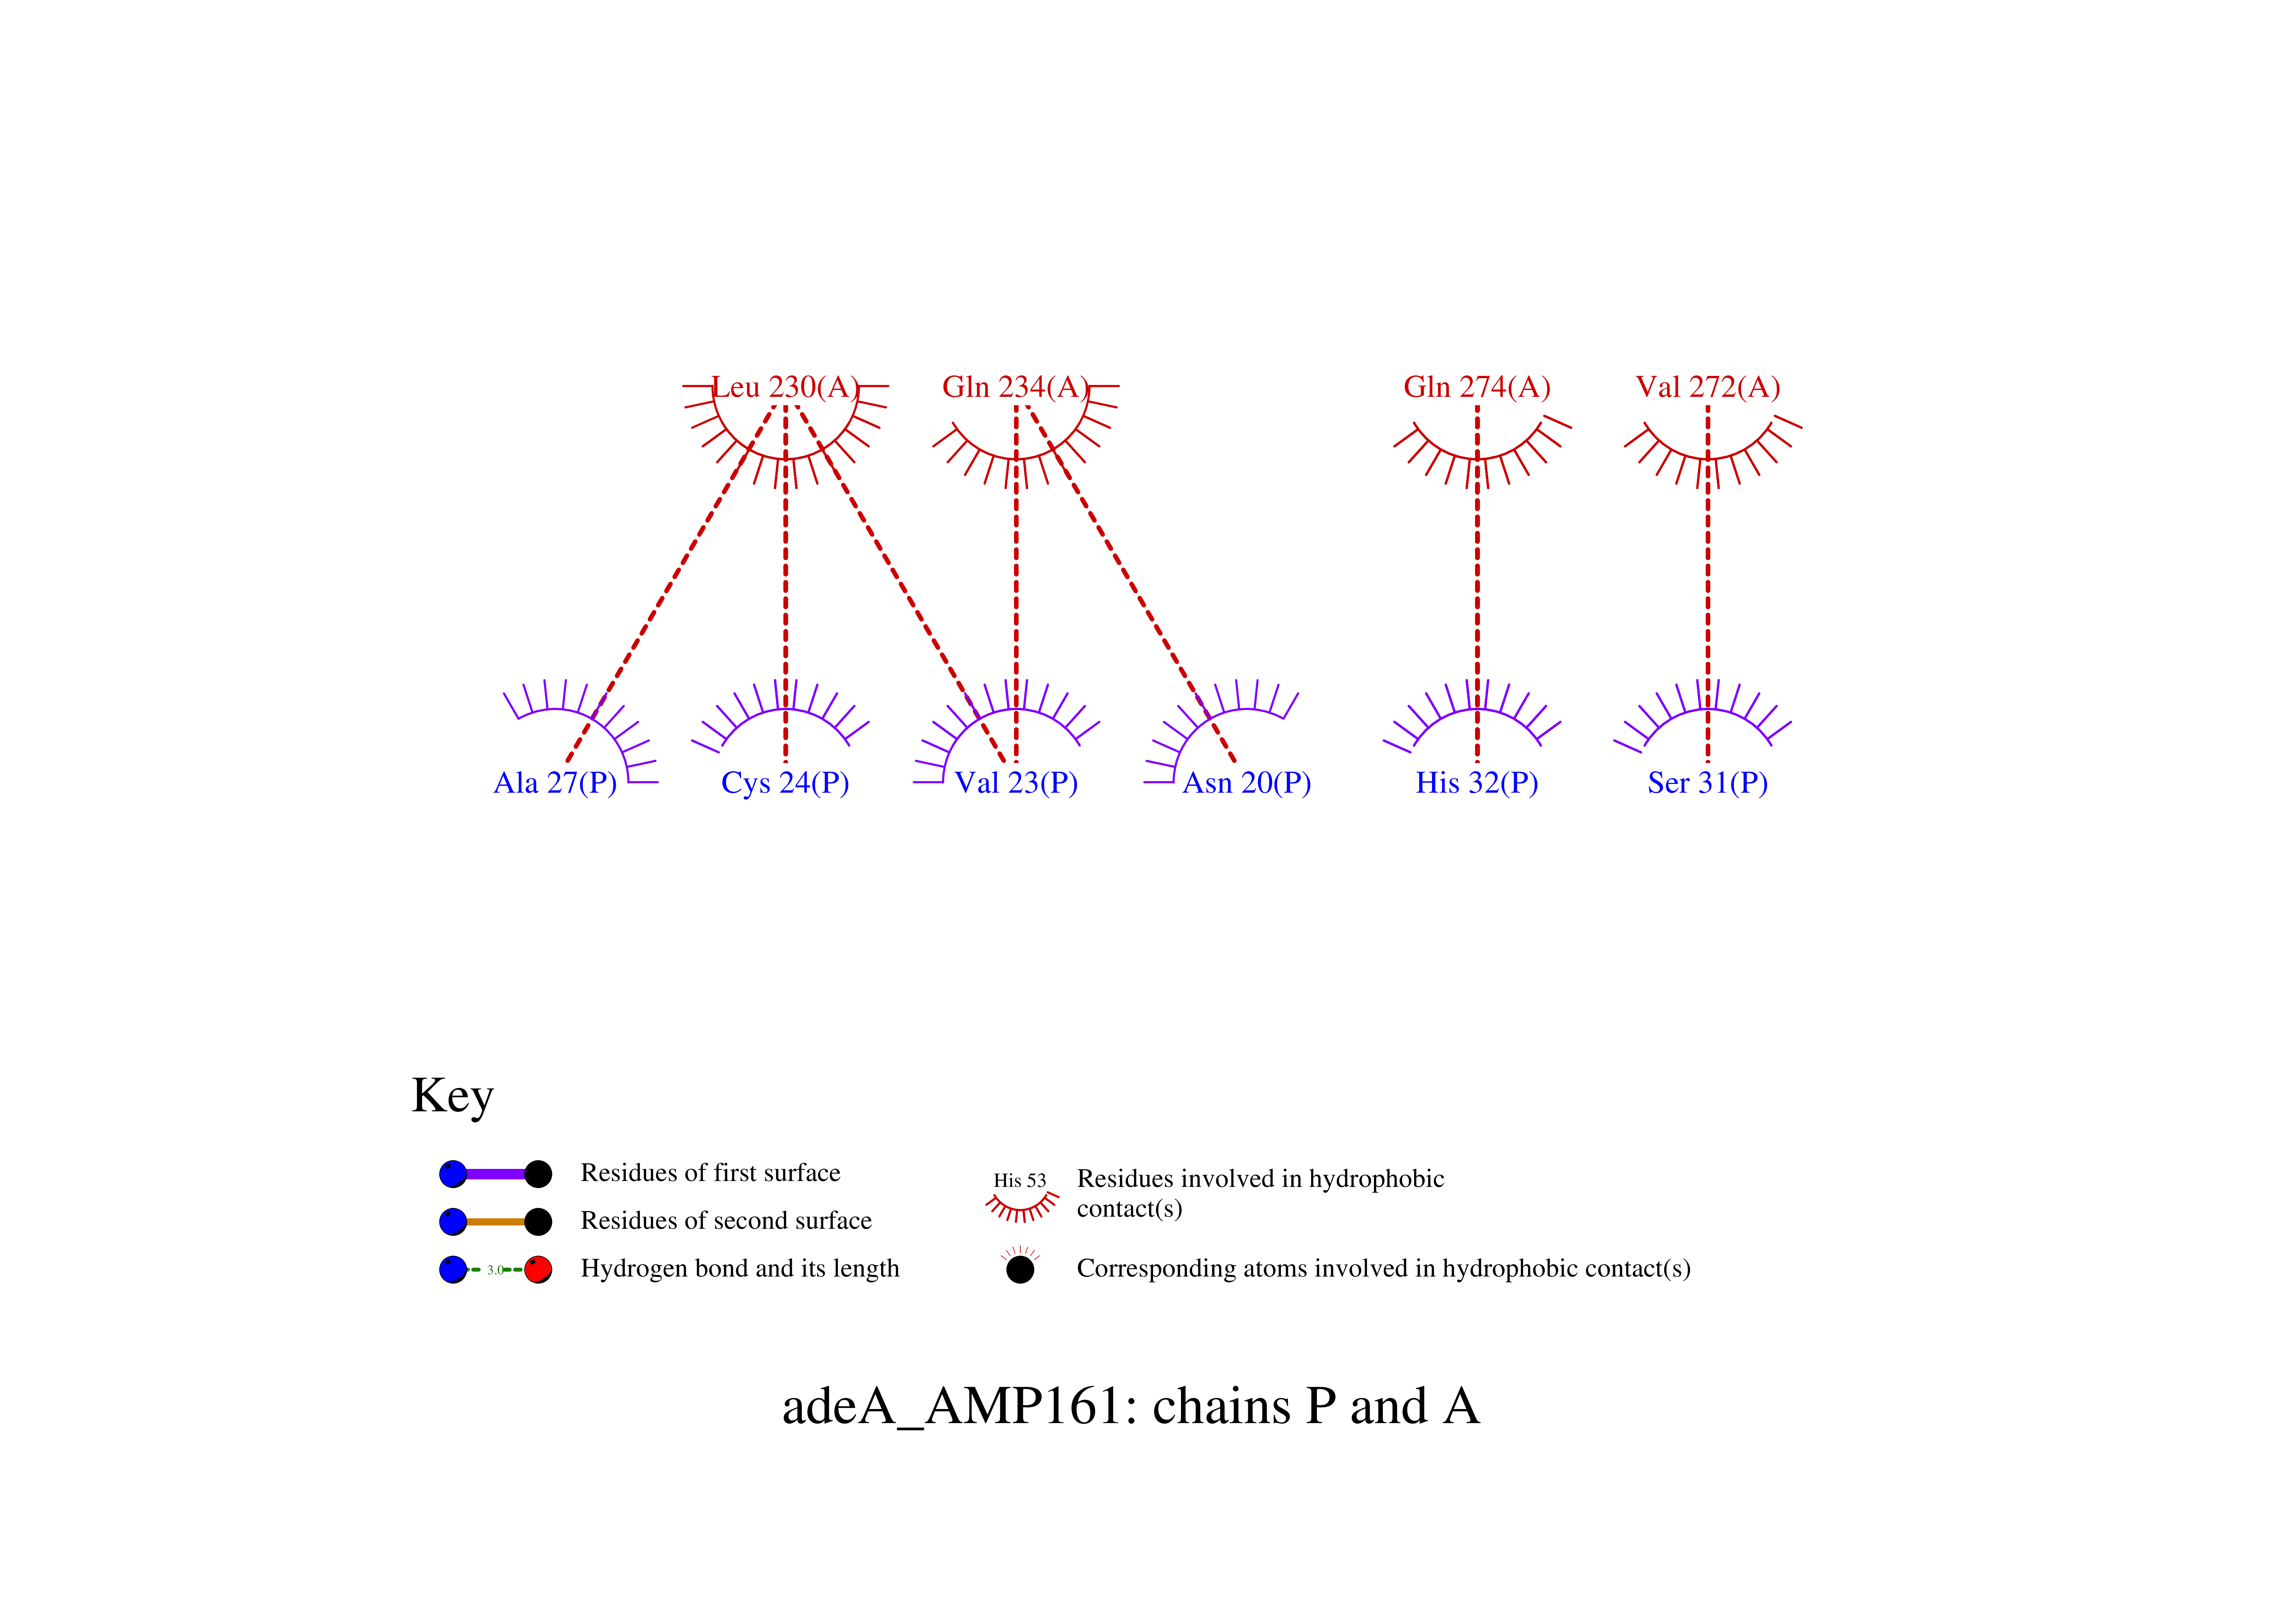 Leu 230(A) Gln 234(A) Gln 274(A) Val 272(A)
Ala 27(P) Cys 24(P) Val 23(P) Asn 20(P) His 32(P) Ser 31(P)
Key
Residues of first surface
Residues of second surface
3.0 Hydrogen bond and its length
His 53 Residues involved in hydrophobic
contact(s)
Corresponding atoms involved in hydrophobic contact(s)
adeA_AMP161: chains P and A